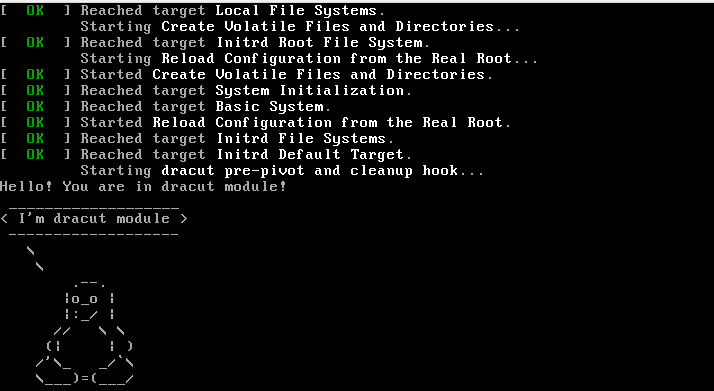 [  OK  ] Reached target Local File Systems.
         Starting Create Volatile Files and Directories...
[  OK  ] Reached target Initrd Root File System.
         Starting Reload Configuration from the Real Root...
[  OK  ] Started Create Volatile Files and Directories.
[  OK  ] Reached target System Initialization.
[  OK  ] Reached target Basic System.
[  OK  ] Started Reload Configuration from the Real Root.
[  OK  ] Reached target Initrd File Systems.
[  OK  ] Reached target Initrd Default Target.
         Starting dracut pre-pivot and cleanup hook...
Hello! You are in dracut module!
 ___________________
< I'm dracut module >
 -------------------
   \
    \
        .--.
       |o_o |
       |:_/ |
      //   \ \
     (|     | )
    /'\_   _/`\
    \___)=(___/